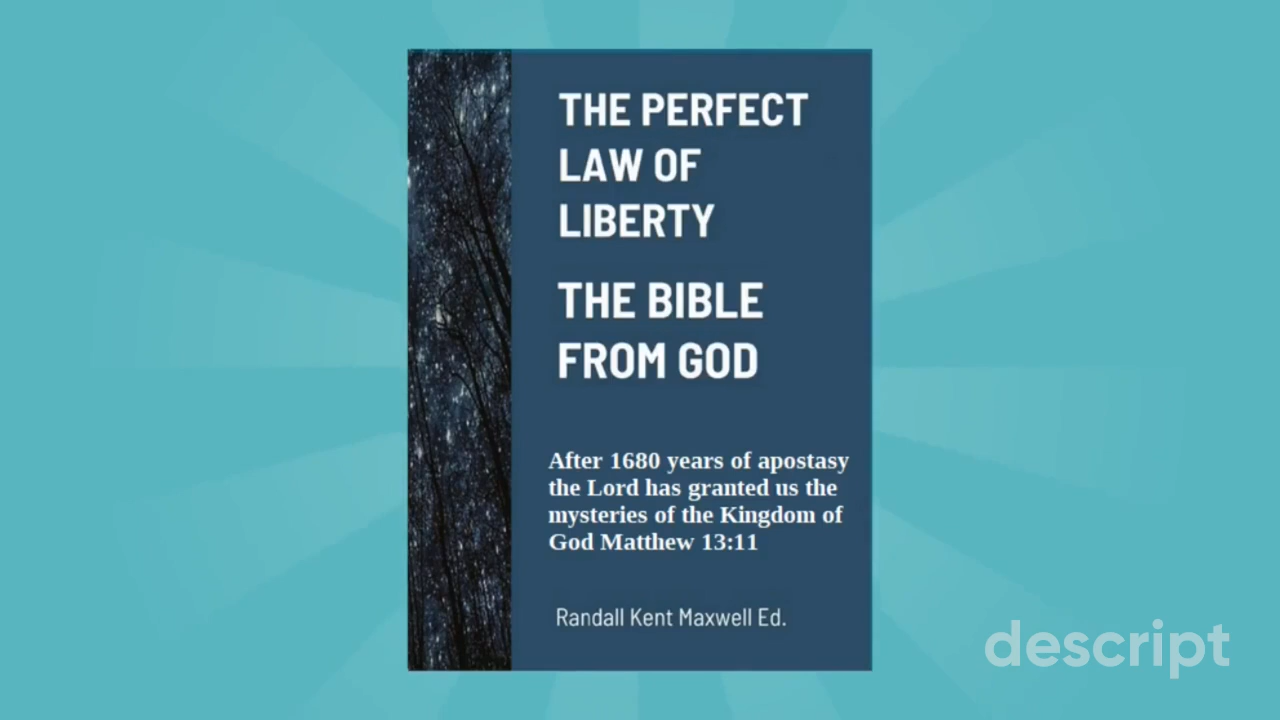 THE PERFECT
LAW OF
LIBERTY
THE BIBLE
FROM GOD
After 1680 years of apostasy
the Lord has granted us the
mysteries of the Kingdom of
God Matthew 13:11
Randall Kent Maxwell Ed.
descript